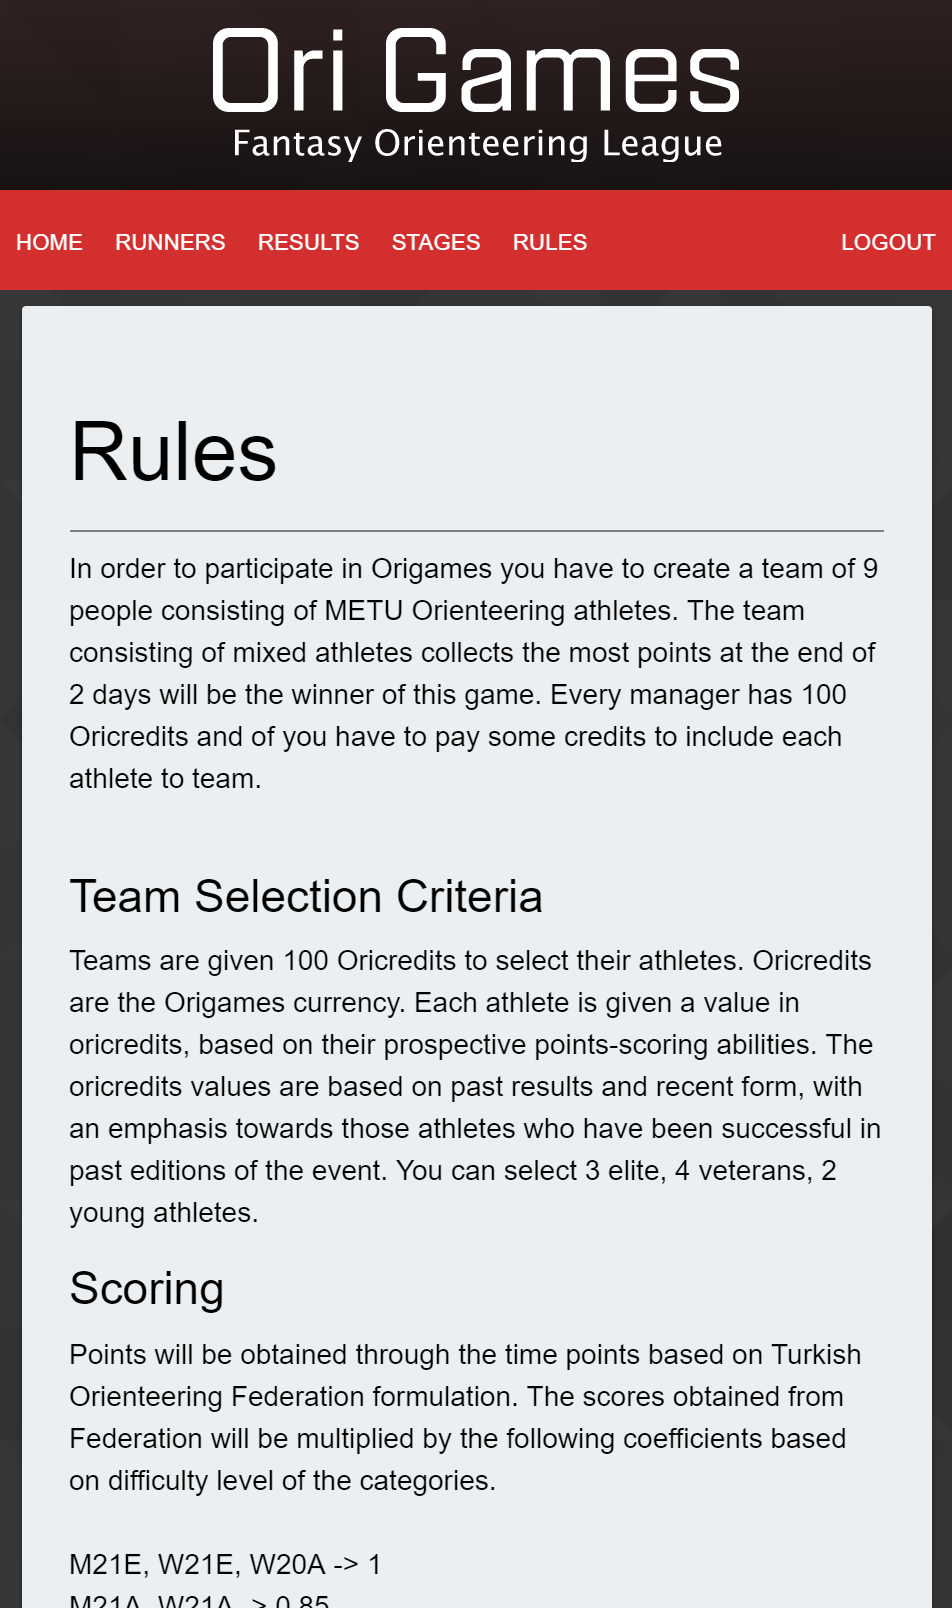 Ori Games
Fantasy Orienteering League
HOME RUNNERS RESULTS STAGES RULES LOGOUT
Rules
In order to participate in Origames you have to create a team of 9
people consisting of METU Orienteering athletes. The team
consisting of mixed athletes collects the most points at the end of
2 days will be the winner of this game. Every manager has 100
Oricredits and of you have to pay some credits to include each
athlete to team.
Team Selection Criteria
Teams are given 100 Oricredits to select their athletes. Oricredits
are the Origames currency. Each athlete is given a value in
oricredits, based on their prospective points-scoring abilities. The
oricredits values are based on past results and recent form, with
an emphasis towards those athletes who have been successful in
past editions of the event. You can select 3 elite, 4 veterans, 2
young athletes.
Scoring
Points will be obtained through the time points based on Turkish
Orienteering Federation formulation. The scores obtained from
Federation will be multiplied by the following coefficients based
on difficulty level of the categories.
M21E, W21E, W20A -> 1
M21A, W21A -> 0.85